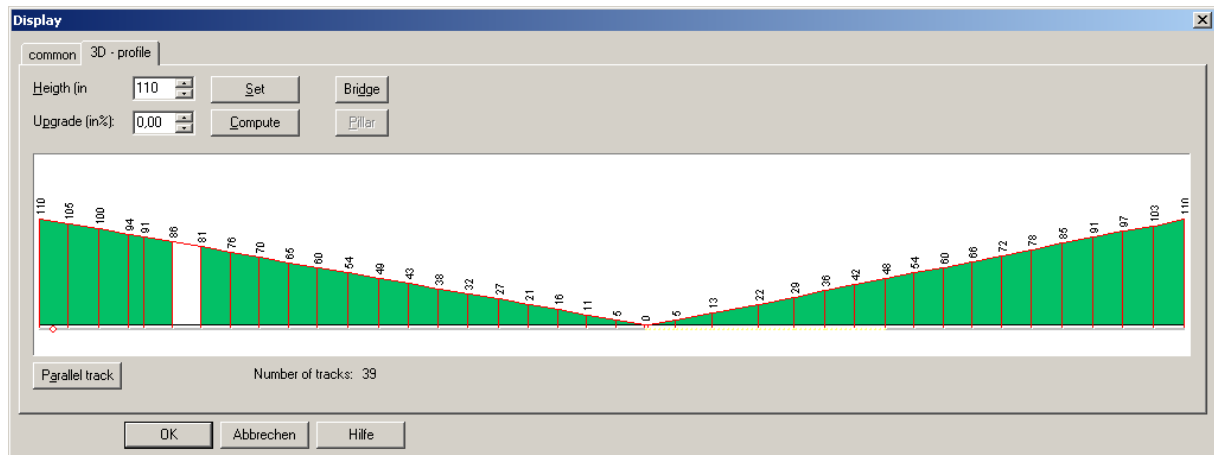 Display
common 3D - profile
Heigth (in 110 Set Bridge
Upgrade (in%): 0,00 Compute Pillar
110 105 100 94 91 86 81 76 70 65 60 54 49 43 38 32 27 21 16 11 5 0 5 13 22 29 36 42 48 54 60 66 72 78 85 91 97 103 110
Parallel track Number of tracks: 39
OK Abbrechen Hilfe